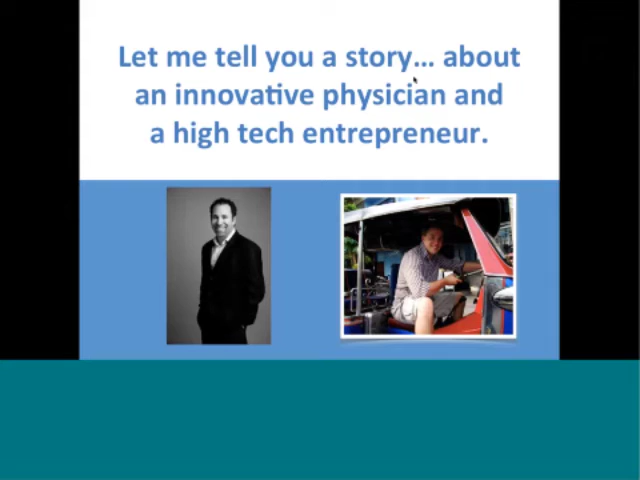 Let me tell you a story... about
an innovative physician and
a high tech entrepreneur.